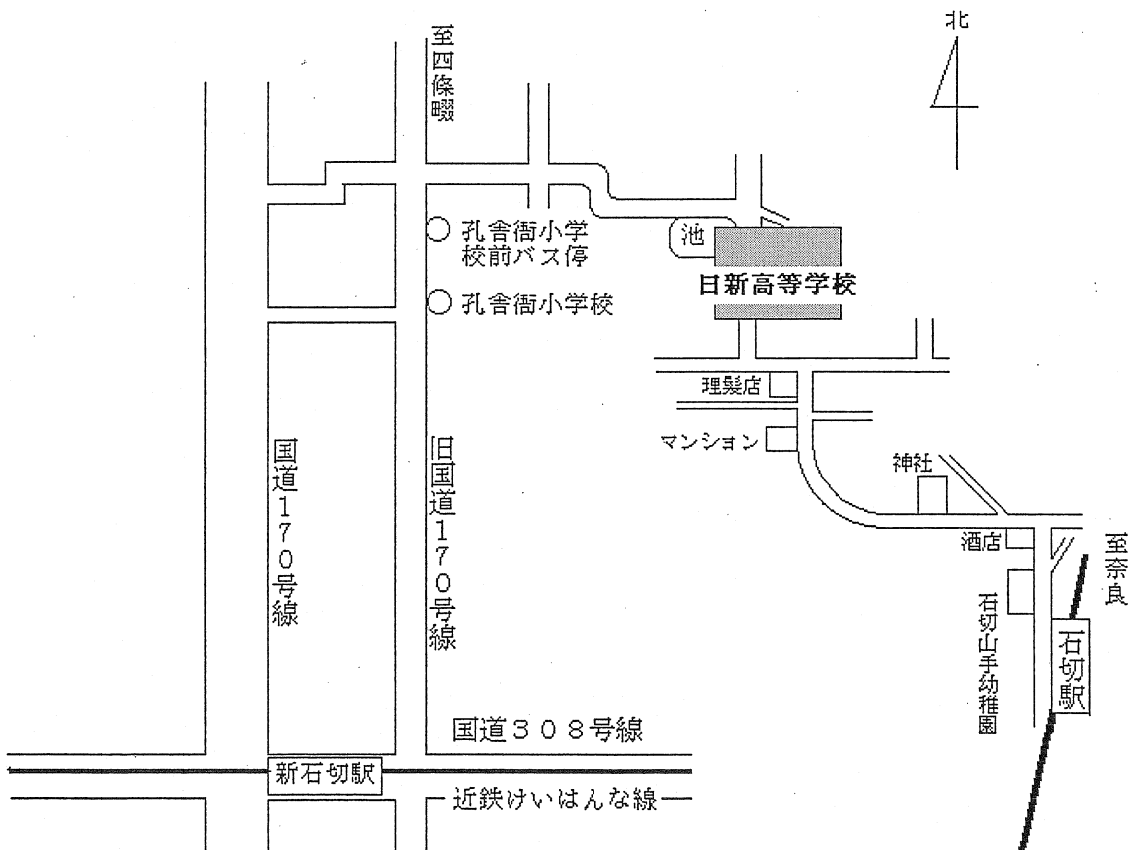 北
至四條畷
孔舎衙小学
校前バス停
池
日新高等学校
孔舎衙小学校
理髪店
マンション
国道170号線
旧国道170号線
神社
酒店
至奈良
石切山手幼稚園
石切駅
国道308号線
新石切駅
近鉄けいはんな線